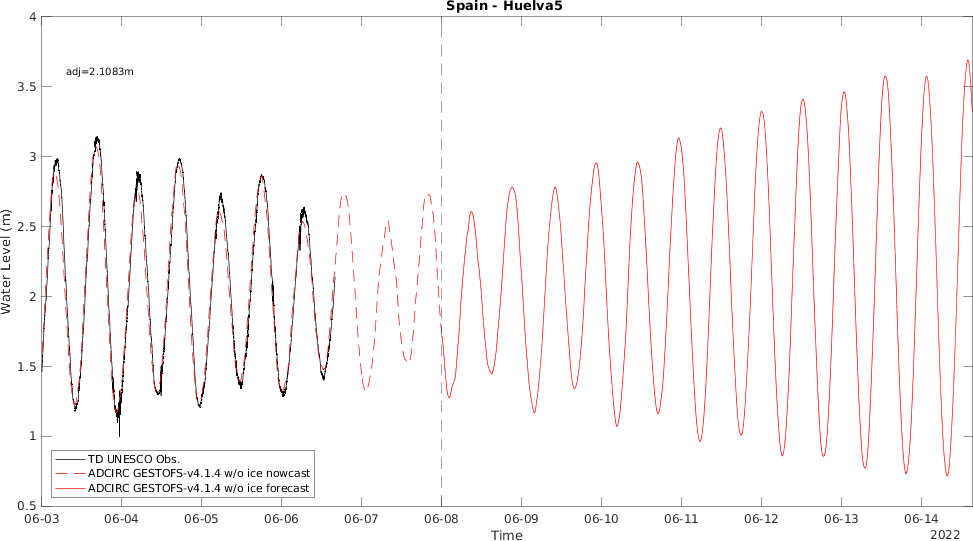 Spain - Huelva5
4
adj=2.1083m
3.5
3
2.5
2
1.5
1
0.5
Water Level (m)
TD UNESCO Obs.
ADCIRC GESTOFS-v4.1.4 w/o ice nowcast
ADCIRC GESTOFS-v4.1.4 w/o ice forecast
06-03 06-04 06-05 06-06 06-07 06-08 06-09 06-10 06-11 06-12 06-13 06-14
Time
2022